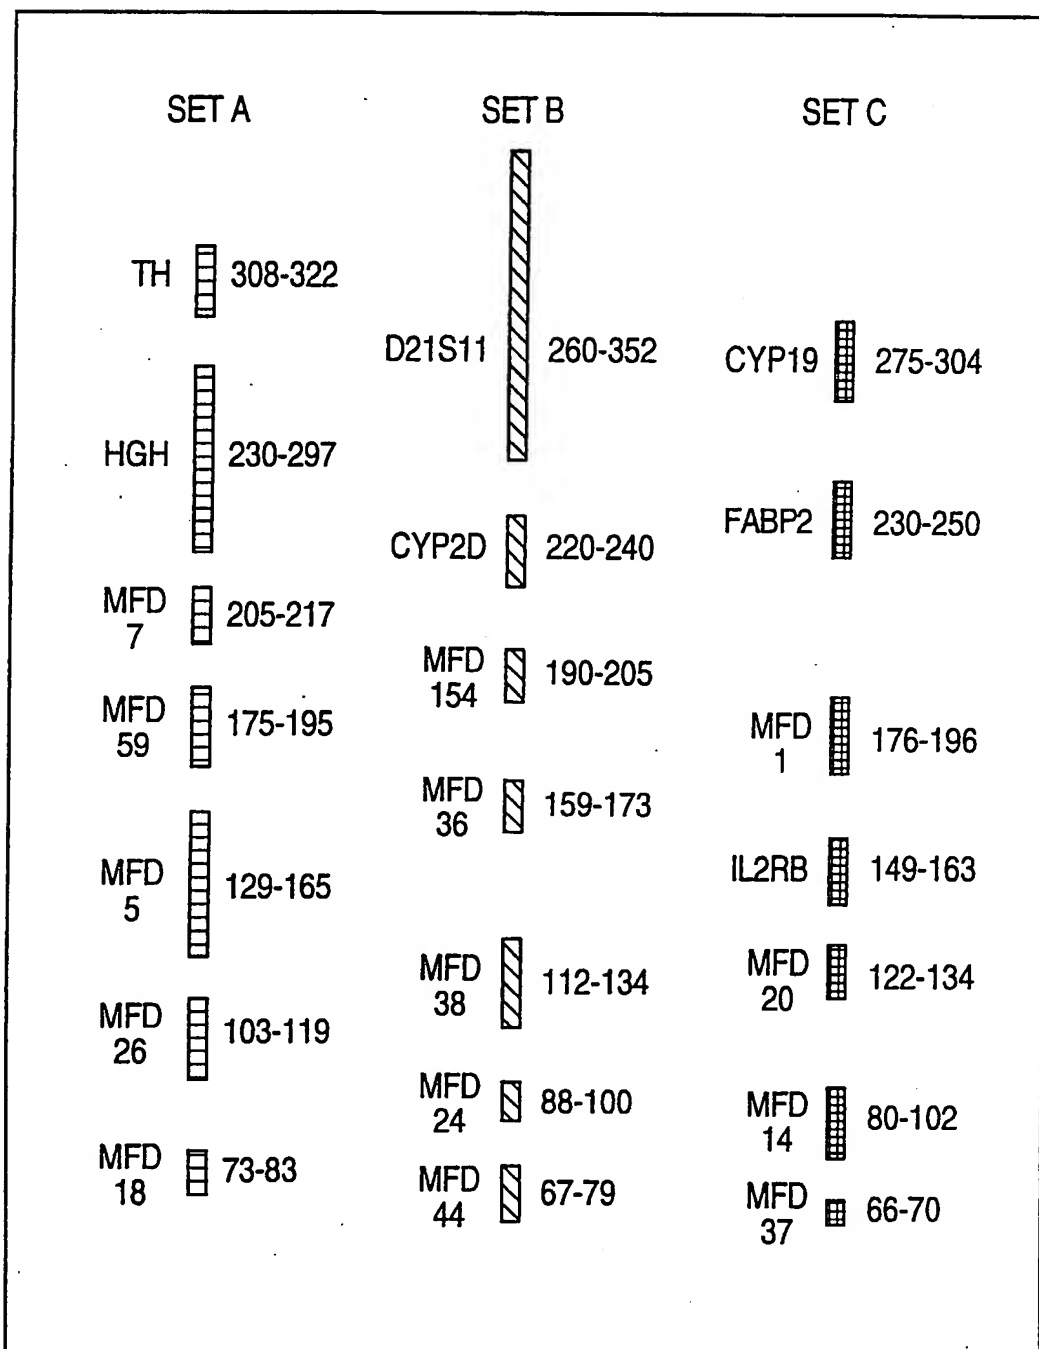 SET A
TH 308-322
HGH 230-297
MFD
7
205-217
MFD
59
175-195
MFD
5
129-165
MFD
26
103-119
MFD
18
73-83
SET B
D21S11 260-352
CYP2D 220-240
MFD
154
190-205
MFD
36
159-173
MFD
38
112-134
MFD
24
88-100
MFD
44
67-79
SET C
CYP19 275-304
FABP2 230-250
MFD
1
176-196
IL2RB 149-163
MFD
20
122-134
MFD
14
80-102
MFD
37
66-70